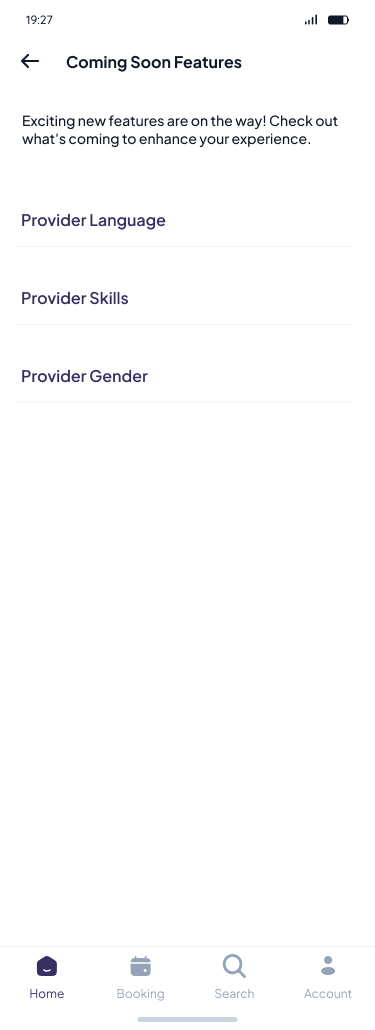 19:27
Coming Soon Features
Exciting new features are on the way! Check out
what's coming to enhance your experience.
Provider Language
Provider Skills
Provider Gender
Home
Booking
Search
Account